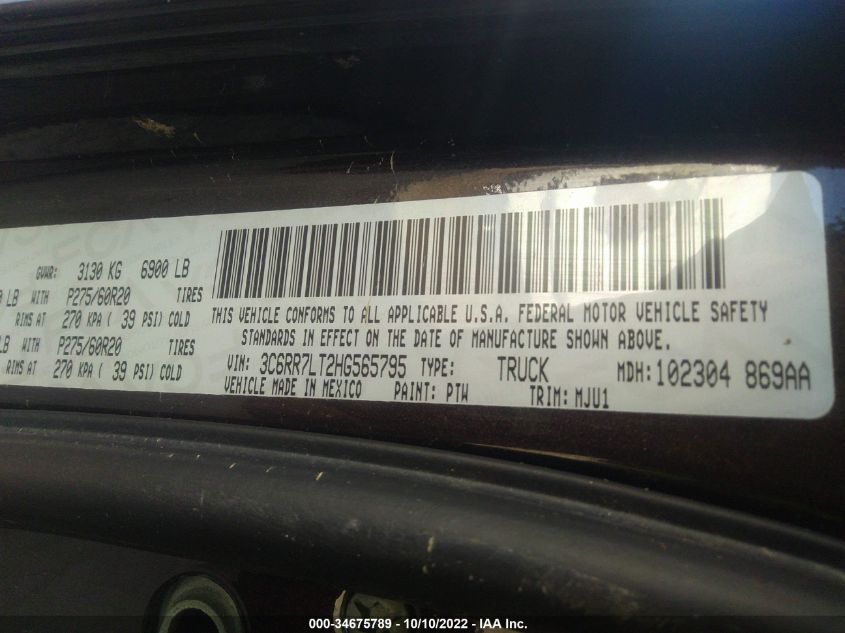 GVWR: 3130 KG 6900 LB
LB WITH P275/60R20 TIRES
RIMS AT 270 KPA ( 39 PSI) COLD
LB WITH P275/60R20 TIRES
RIMS AT 270 KPA ( 39 PSI) COLD
THIS VEHICLE CONFORMS TO ALL APPLICABLE U.S.A. FEDERAL MOTOR VEHICLE SAFETY
STANDARDS IN EFFECT ON THE DATE OF MANUFACTURE SHOWN ABOVE.
VIN: 3C6RR7LT2HG565795 TYPE: TRUCK MDH:102304 869AA
VEHICLE MADE IN MEXICO PAINT: PTW TRIM: MJU1
000-34675789 - 10/10/2022 - IAA Inc.